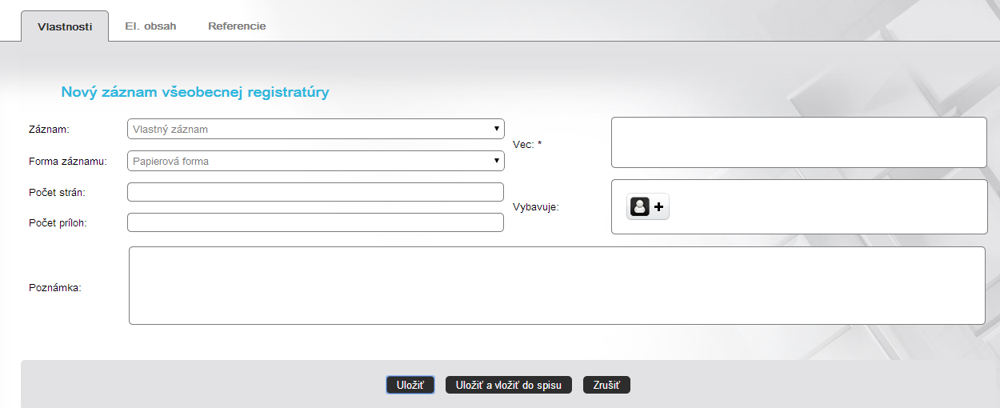 Vlastnosti El. obsah Referencie
Nový záznam všeobecnej registratúry
Záznam: Vlastný záznam
Vec: *
Forma záznamu: Papierová forma
Počet strán:
Vybavuje:
Počet príloh:
Poznámka:
Uložiť Uložiť a vložiť do spisu Zrušiť